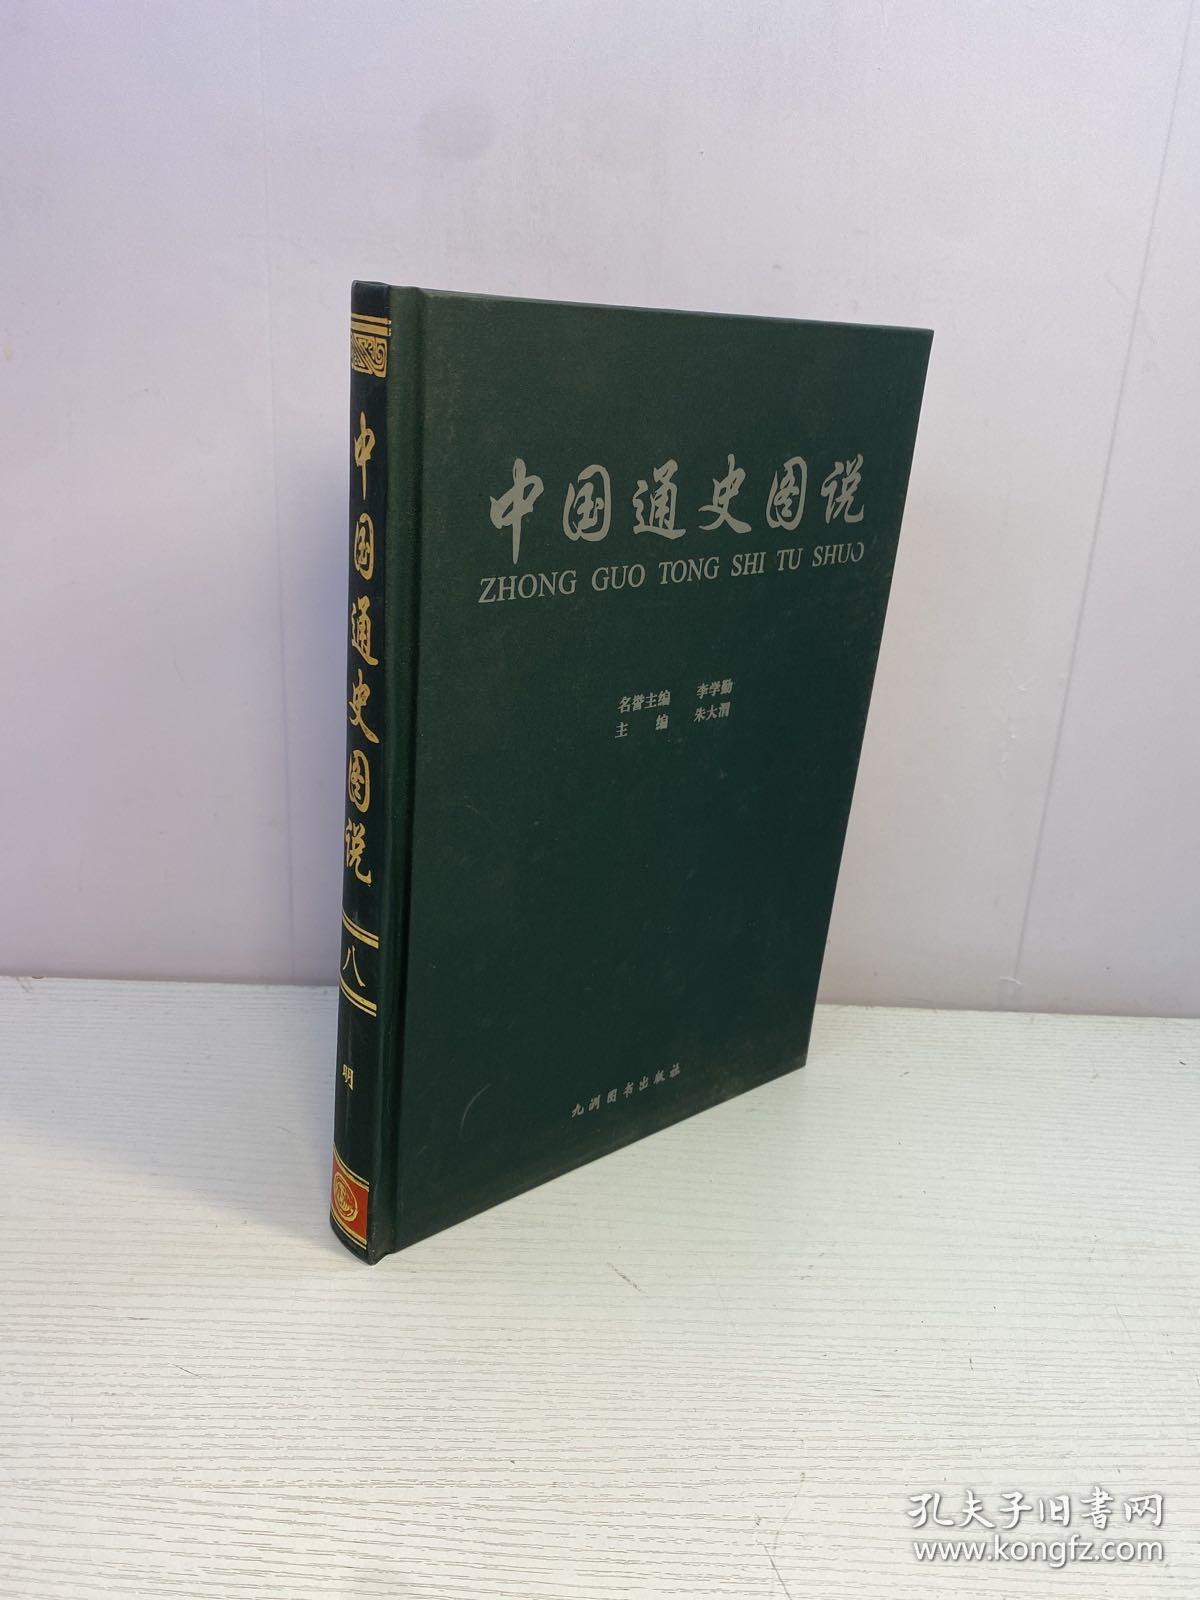 中国通史图说
八
明
中国通史图说
ZHONG GUO TONG SHI TU SHUO
名誉主编 李学勤
主 编 朱大渭
九洲图书出版社
孔夫子旧书网
www.kongfz.com